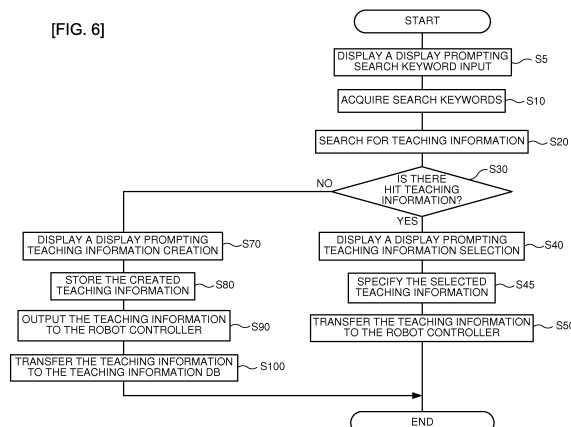 [FIG. 6]
START
DISPLAY A DISPLAY PROMPTING
SEARCH KEYWORD INPUT
S5
ACQUIRE SEARCH KEYWORDS
S10
SEARCH FOR TEACHING INFORMATION
S20
S30
IS THERE
HIT TEACHING
INFORMATION?
NO
YES
DISPLAY A DISPLAY PROMPTING
TEACHING INFORMATION CREATION
S70
STORE THE CREATED
TEACHING INFORMATION
S80
OUTPUT THE TEACHING INFORMATION
TO THE ROBOT CONTROLLER
S90
TRANSFER THE TEACHING INFORMATION
TO THE TEACHING INFORMATION DB
S100
DISPLAY A DISPLAY PROMPTING
TEACHING INFORMATION SELECTION
S40
SPECIFY THE SELECTED
TEACHING INFORMATION
S45
TRANSFER THE TEACHING INFORMATION
TO THE ROBOT CONTROLLER
S50
END